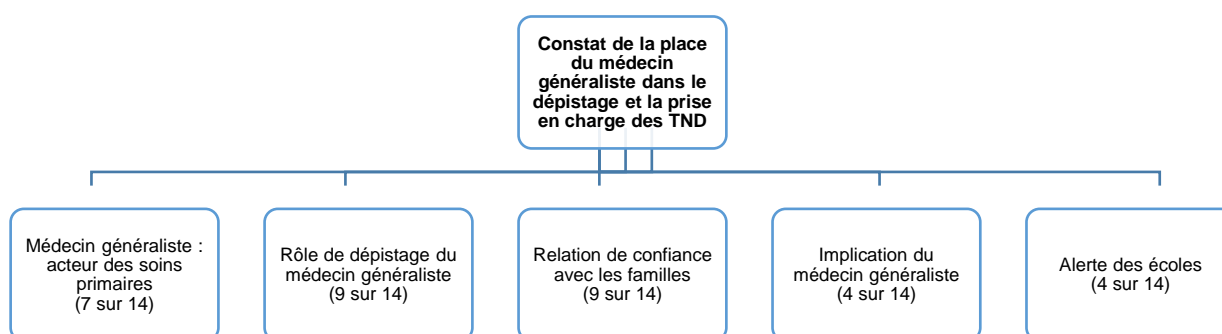 Constat de la place
du médecin
généraliste dans le
dépistage et la prise
en charge des TND
Médecin généraliste :
acteur des soins
primaires
(7 sur 14)
Rôle de dépistage du
médecin généraliste
(9 sur 14)
Relation de confiance
avec les familles
(9 sur 14)
Implication du
médecin généraliste
(4 sur 14)
Alerte des écoles
(4 sur 14)